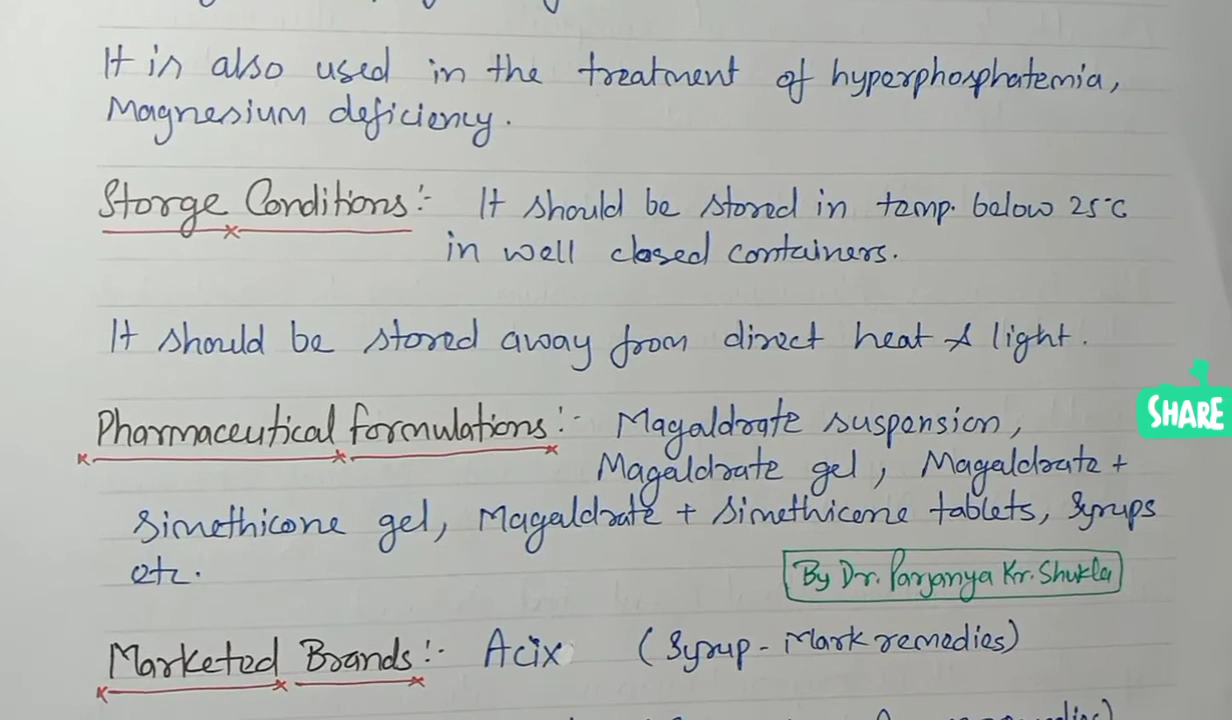 It is also used in the treatment of hyperphosphatemia,
Magnesium deficiency.
Storge Conditions:- It should be stored in temp. below 25°C
in well closed containers.
It should be stored away from direct heat & light.
SHARE
Pharmaceutical formulations:- Magaldrate suspension,
Magaldrate gel, Magaldrate +
Simethicone gel, Magaldrate + Simethicone tablets, Syrups
etc.
By Dr. Parjanya Kr. Shukla
Marketed Brands:- Acix (Syrup - Mark remedies)